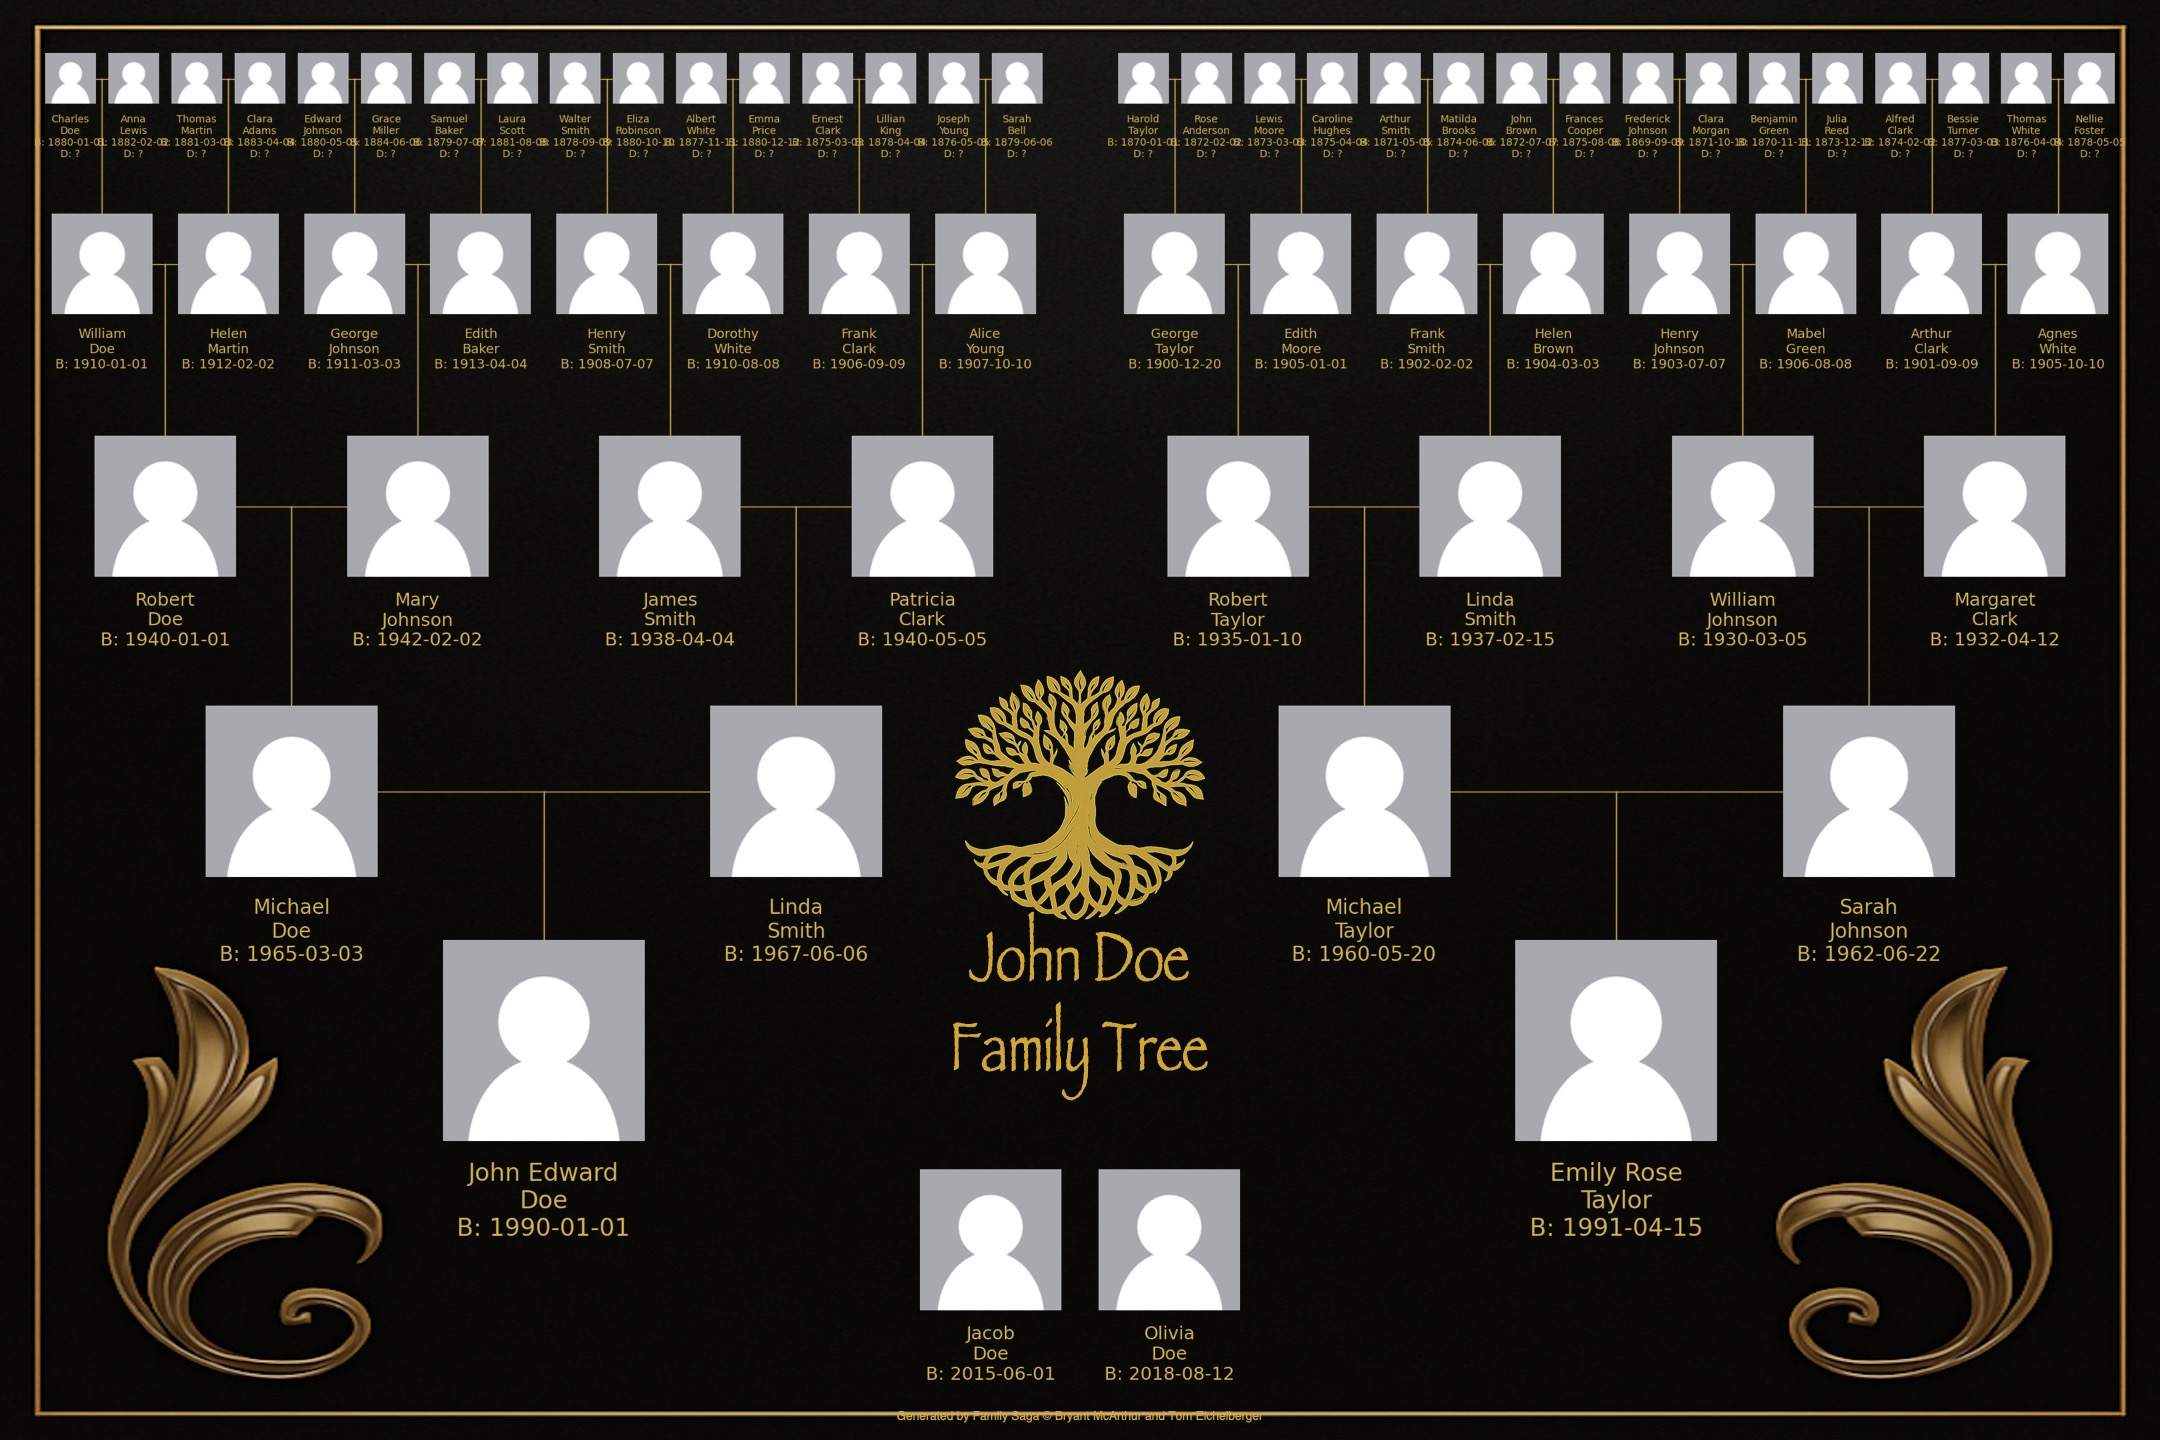 Charles
Doe
B: 1880-01-01
D: ?
Anna
Lewis
B: 1882-02-02
D: ?
Thomas
Martin
B: 1881-03-03
D: ?
Clara
Adams
B: 1883-04-04
D: ?
Edward
Johnson
B: 1880-05-05
D: ?
Grace
Miller
B: 1884-06-06
D: ?
Samuel
Baker
B: 1879-07-07
D: ?
Laura
Scott
B: 1881-08-08
D: ?
Walter
Smith
B: 1878-09-09
D: ?
Eliza
Robinson
B: 1880-10-10
D: ?
Albert
White
B: 1877-11-11
D: ?
Emma
Price
B: 1880-12-12
D: ?
Ernest
Clark
B: 1875-03-03
D: ?
Lillian
King
B: 1878-04-04
D: ?
Joseph
Young
B: 1876-05-05
D: ?
Sarah
Bell
B: 1879-06-06
D: ?
Harold
Taylor
B: 1870-01-01
D: ?
Rose
Anderson
B: 1872-02-02
D: ?
Lewis
Moore
B: 1873-03-03
D: ?
Caroline
Hughes
B: 1875-04-04
D: ?
Arthur
Smith
B: 1871-05-05
D: ?
Matilda
Brooks
B: 1874-06-06
D: ?
John
Brown
B: 1872-07-07
D: ?
Frances
Cooper
B: 1875-08-08
D: ?
Frederick
Johnson
B: 1869-09-09
D: ?
Clara
Morgan
B: 1871-10-10
D: ?
Benjamin
Green
B: 1870-11-11
D: ?
Julia
Reed
B: 1873-12-12
D: ?
Alfred
Clark
B: 1874-02-02
D: ?
Bessie
Turner
B: 1877-03-03
D: ?
Thomas
White
B: 1876-04-04
D: ?
Nellie
Foster
B: 1878-05-05
D: ?
William
Doe
B: 1910-01-01
Helen
Martin
B: 1912-02-02
George
Johnson
B: 1911-03-03
Edith
Baker
B: 1913-04-04
Henry
Smith
B: 1908-07-07
Dorothy
White
B: 1910-08-08
Frank
Clark
B: 1906-09-09
Alice
Young
B: 1907-10-10
George
Taylor
B: 1900-12-20
Edith
Moore
B: 1905-01-01
Frank
Smith
B: 1902-02-02
Helen
Brown
B: 1904-03-03
Henry
Johnson
B: 1903-07-07
Mabel
Green
B: 1906-08-08
Arthur
Clark
B: 1901-09-09
Agnes
White
B: 1905-10-10
Robert
Doe
B: 1940-01-01
Mary
Johnson
B: 1942-02-02
James
Smith
B: 1938-04-04
Patricia
Clark
B: 1940-05-05
Robert
Taylor
B: 1935-01-10
Linda
Smith
B: 1937-02-15
William
Johnson
B: 1930-03-05
Margaret
Clark
B: 1932-04-12
Michael
Doe
B: 1965-03-03
Linda
Smith
B: 1967-06-06
John Doe
Family Tree
Michael
Taylor
B: 1960-05-20
Sarah
Johnson
B: 1962-06-22
John Edward
Doe
B: 1990-01-01
Emily Rose
Taylor
B: 1991-04-15
Jacob
Doe
B: 2015-06-01
Olivia
Doe
B: 2018-08-12
Generated by Family Saga © Bryant McArthur and Tom Eichelberger